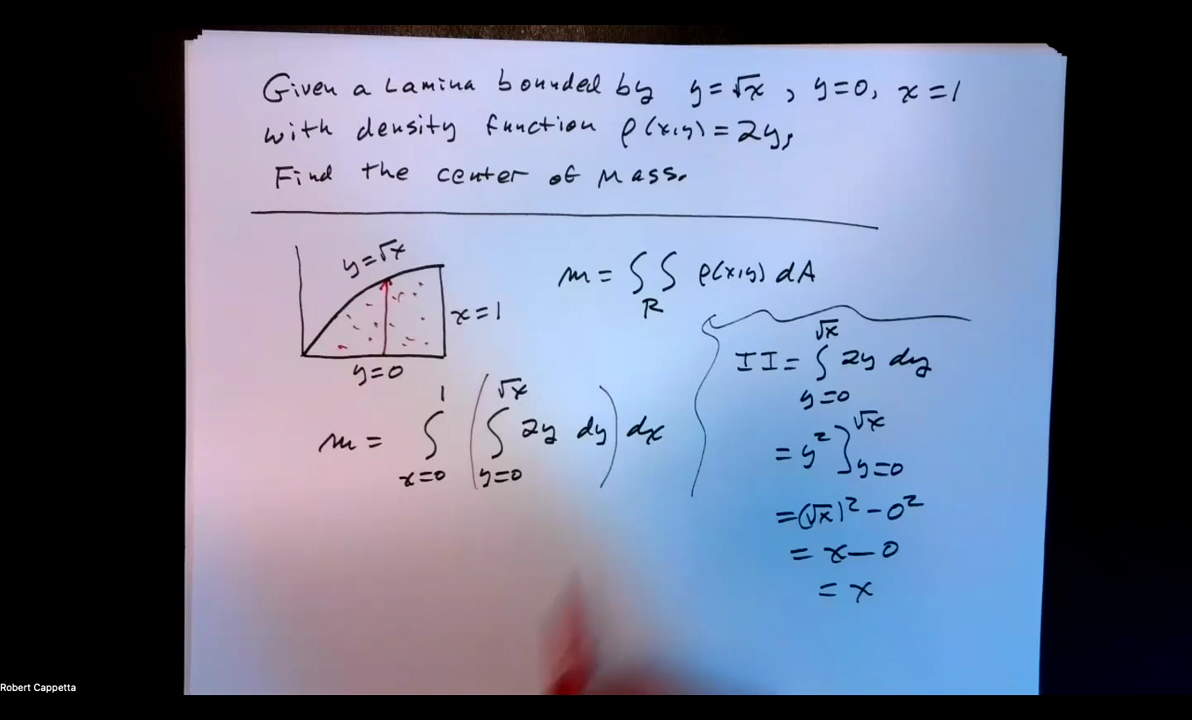 Given a Lamina bounded by y=√x, y=0, x=1
with density function ρ(x,y)=2y,
Find the center of Mass.
y=√x
x=1
y=0
m = ∫∫ ρ(x,y) dA
R
m = ∫ x=0 1 ( ∫ y=0 √x 2y dy ) dx
II = ∫ y=0 √x 2y dy
= y² ] y=0 √x
=(√x)² - 0²
= x - 0
= x
Robert Cappetta